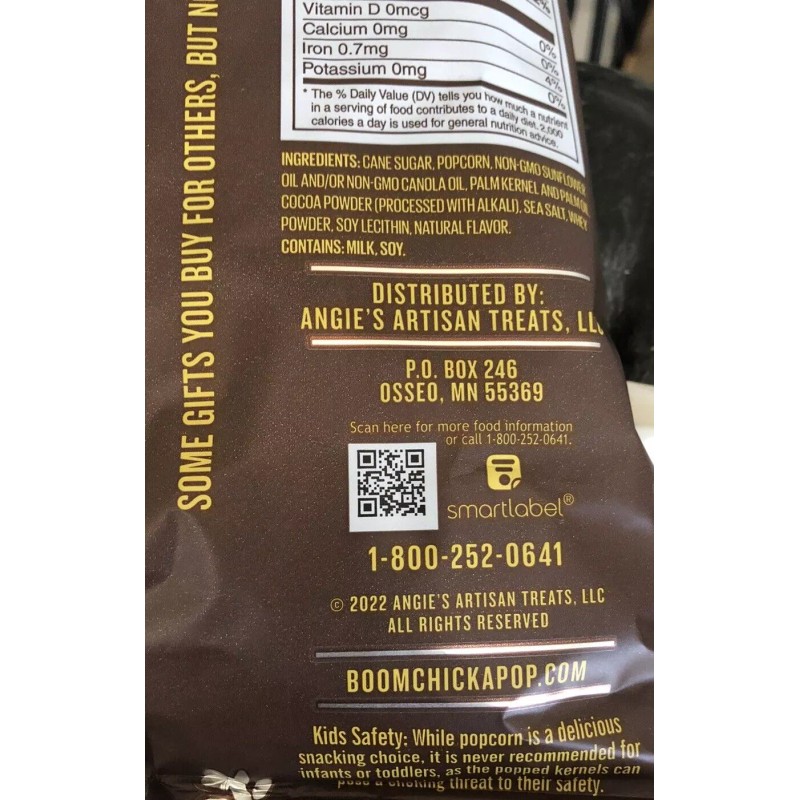 SOME GIFTS YOU BUY FOR OTHERS, BUT
Vitamin D 0mcg
Calcium 0mg 0%
Iron 0.7mg 0%
Potassium 0mg 4%
0%
* The % Daily Value (DV) tells you how much a nutrient
in a serving of food contributes to a daily diet. 2,000
calories a day is used for general nutrition advice.
INGREDIENTS: CANE SUGAR, POPCORN, NON-GMO SUNFLOWER
OIL AND/OR NON-GMO CANOLA OIL, PALM KERNEL AND PALM OIL,
COCOA POWDER (PROCESSED WITH ALKALI), SEA SALT, WHEY
POWDER, SOY LECITHIN, NATURAL FLAVOR.
CONTAINS: MILK, SOY.
DISTRIBUTED BY:
ANGIE'S ARTISAN TREATS, LLC
P.O. BOX 246
OSSEO, MN 55369
Scan here for more food information
or call 1-800-252-0641.
smartlabel®
1-800-252-0641
© 2022 ANGIE'S ARTISAN TREATS, LLC
ALL RIGHTS RESERVED
BOOMCHICKAPOP.COM
Kids Safety: While popcorn is a delicious
snacking choice, it is never recommended for
infants or toddlers, as the popped kernels can
pose a choking threat to their safety.